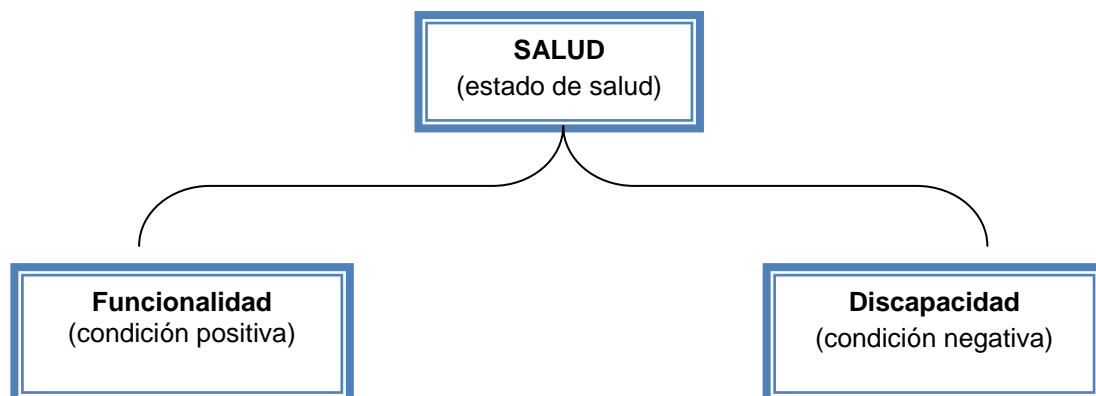 SALUD
(estado de salud)
Funcionalidad
(condición positiva)
Discapacidad
(condición negativa)